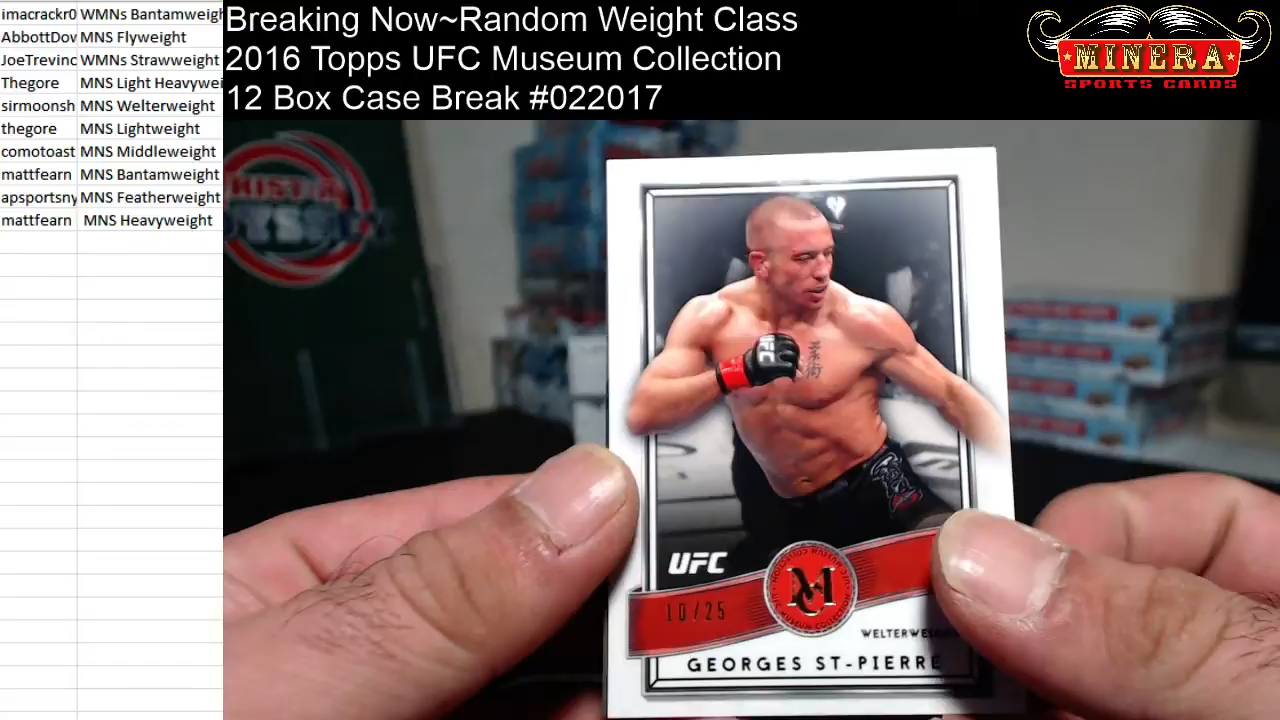 imacrackr0 WMNs Bantamweigh
AbbottDov MNS Flyweight
JoeTrevinc WMNs Strawweight
Thegore MNS Light Heavywei
sirmoonsh MNS Welterweight
thegore MNS Lightweight
comotoast MNS Middleweight
mattfearn MNS Bantamweight
apsportsny MNS Featherweight
mattfearn MNS Heavyweight
Breaking Now~Random Weight Class
2016 Topps UFC Museum Collection
12 Box Case Break #022017
MINERA
SPORTS CARDS
UFC
UFC
10/25
MC
WELTERWEI
GEORGES ST-PIERRE